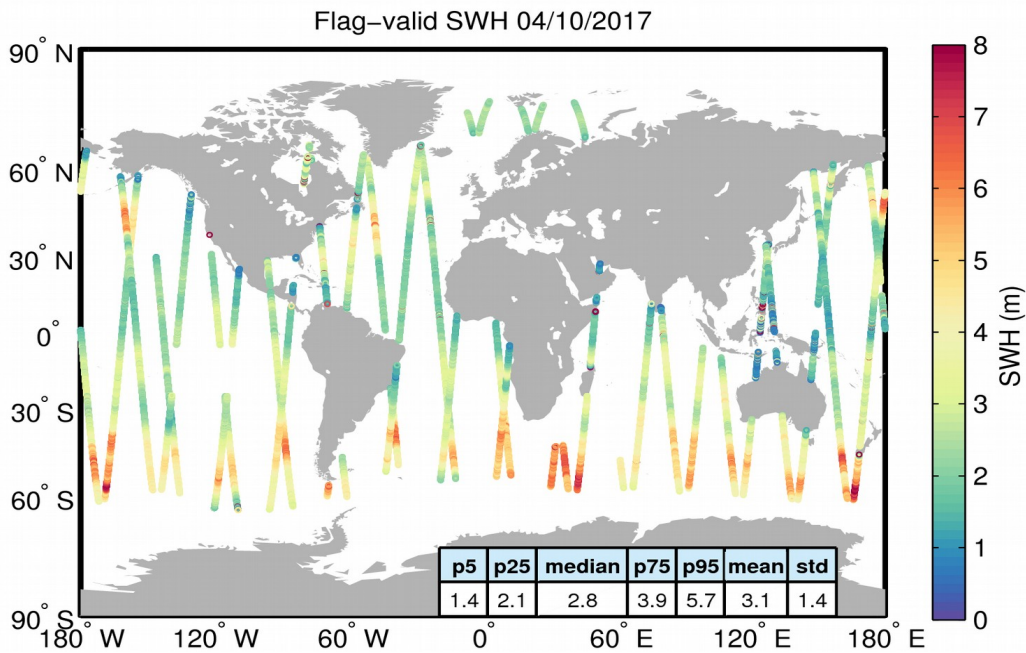 Flag−valid SWH 04/10/2017
90° N
60° N
30° N
0°
30° S
60° S
90° S
180° W
120° W
60° W
0°
60° E
120° E
180° E
p5 p25 median p75 p95 mean std
1.4 2.1 2.8 3.9 5.7 3.1 1.4
8
7
6
5
4
3
2
1
0
SWH (m)